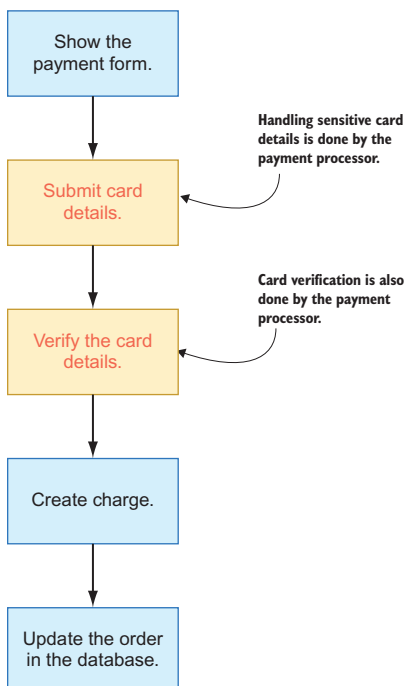 Show the
payment form.
Handling sensitive card
details is done by the
payment processor.
Submit card
details.
Card verification is also
done by the payment
processor.
Verify the card
details.
Create charge.
Update the order
in the database.